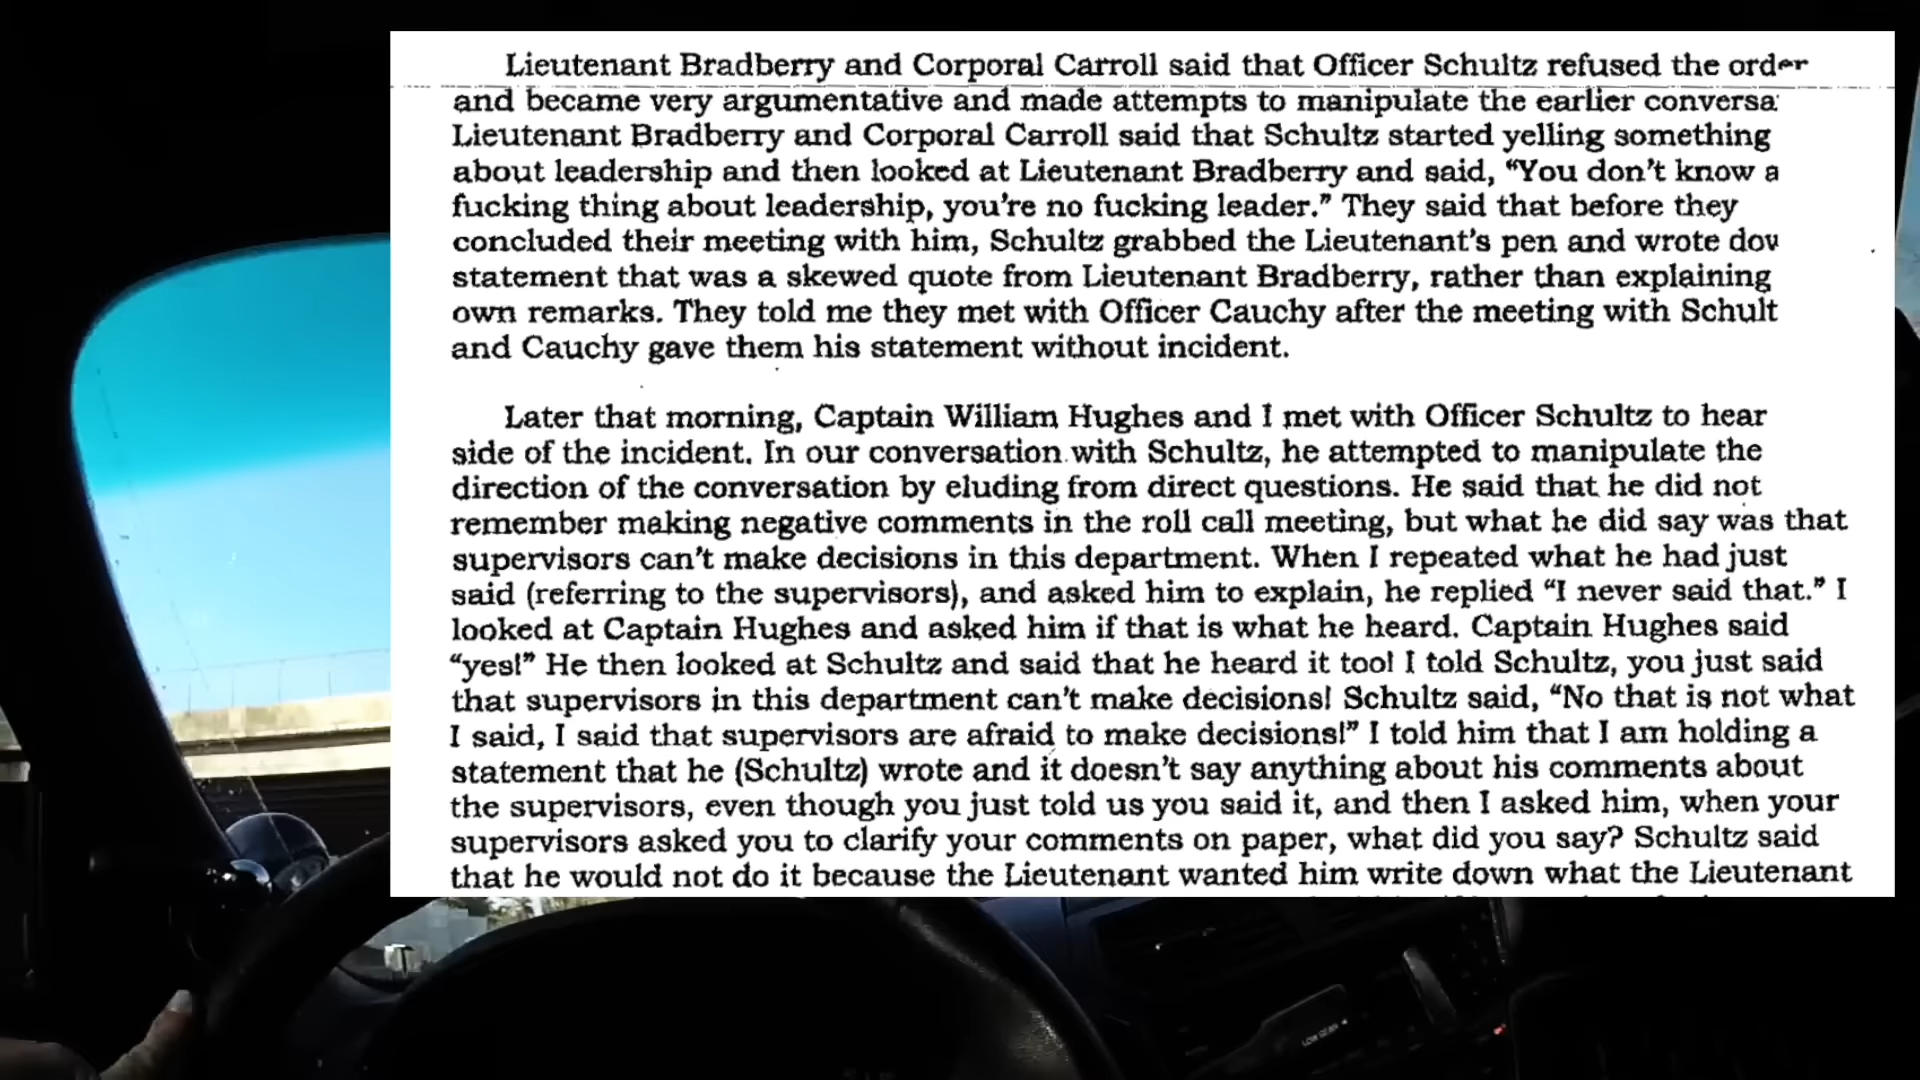 Lieutenant Bradberry and Corporal Carroll said that Officer Schultz refused the order
and became very argumentative and made attempts to manipulate the earlier conversa
Lieutenant Bradberry and Corporal Carroll said that Schultz started yelling something
about leadership and then looked at Lieutenant Bradberry and said, “You don’t know a
fucking thing about leadership, you’re no fucking leader.” They said that before they
concluded their meeting with him, Schultz grabbed the Lieutenant’s pen and wrote
statement that was a skewed quote from Lieutenant Bradberry, rather than explaining
own remarks. They told me they met with Officer Cauchy after the meeting with Schult
and Cauchy gave them his statement without incident.
Later that morning, Captain William Hughes and I met with Officer Schultz to hear
side of the incident. In our conversation with Schultz, he attempted to manipulate the
direction of the conversation by eluding from direct questions. He said that he did not
remember making negative comments in the roll call meeting, but what he did say was that
supervisors can’t make decisions in this department. When I repeated what he had just
said (referring to the supervisors), and asked him to explain, he replied “I never said that.” I
looked at Captain Hughes and asked him if that is what he heard. Captain Hughes said
“yes!” He then looked at Schultz and said that he heard it too! I told Schultz, you just said
that supervisors in this department can’t make decisions! Schultz said, “No that is not what
I said, I said that supervisors are afraid to make decisions!” I told him that I am holding a
statement that he (Schultz) wrote and it doesn’t say anything about his comments about
the supervisors, even though you just told us you said it, and then I asked him, when your
supervisors asked you to clarify your comments on paper, what did you say? Schultz said
that he would not do it because the Lieutenant wanted him write down what the Lieutenant